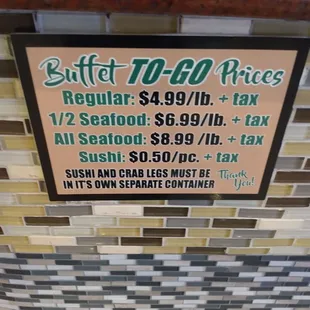 Buffet TO-GO Prices
Regular: $4.99/lb. + tax
1/2 Seafood: $6.99/lb. + tax
All Seafood: $8.99 /lb. + tax
Sushi: $0.50/pc. + tax
SUSHI AND CRAB LEGS MUST BE
IN IT'S OWN SEPARATE CONTAINER
Thank
You!